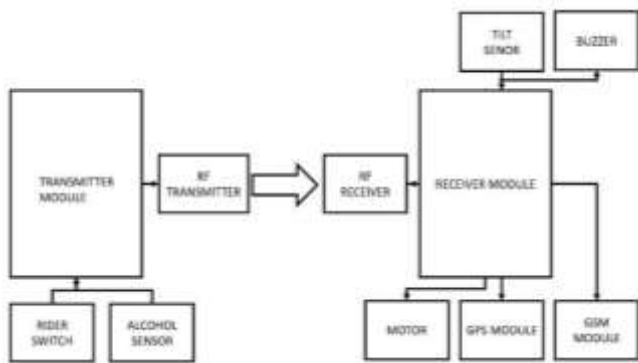 TILT
SENOR
BUZZER
TRANSMITTER
MODULE
RF
TRANSMITTER
RF
RECEIVER
RECEIVER MODULE
RIDER
SWITCH
ALCOHOL
SENSOR
MOTOR
GPS MODULE
GSM
MODULE